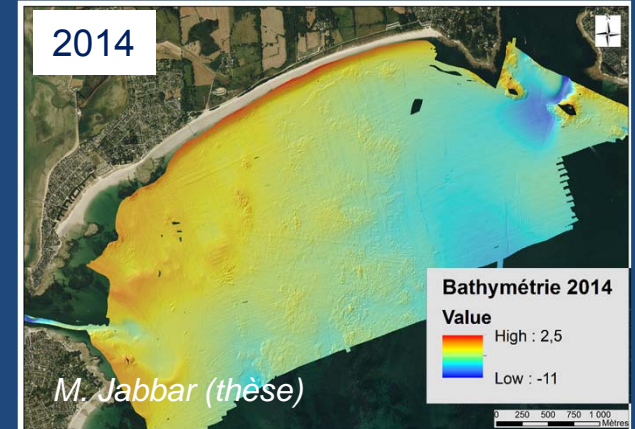 2014
N
Bathymétrie 2014
Value
High : 2,5
Low : -11
M. Jabbar (thèse)
0 250 500 750 1 000
Mètres